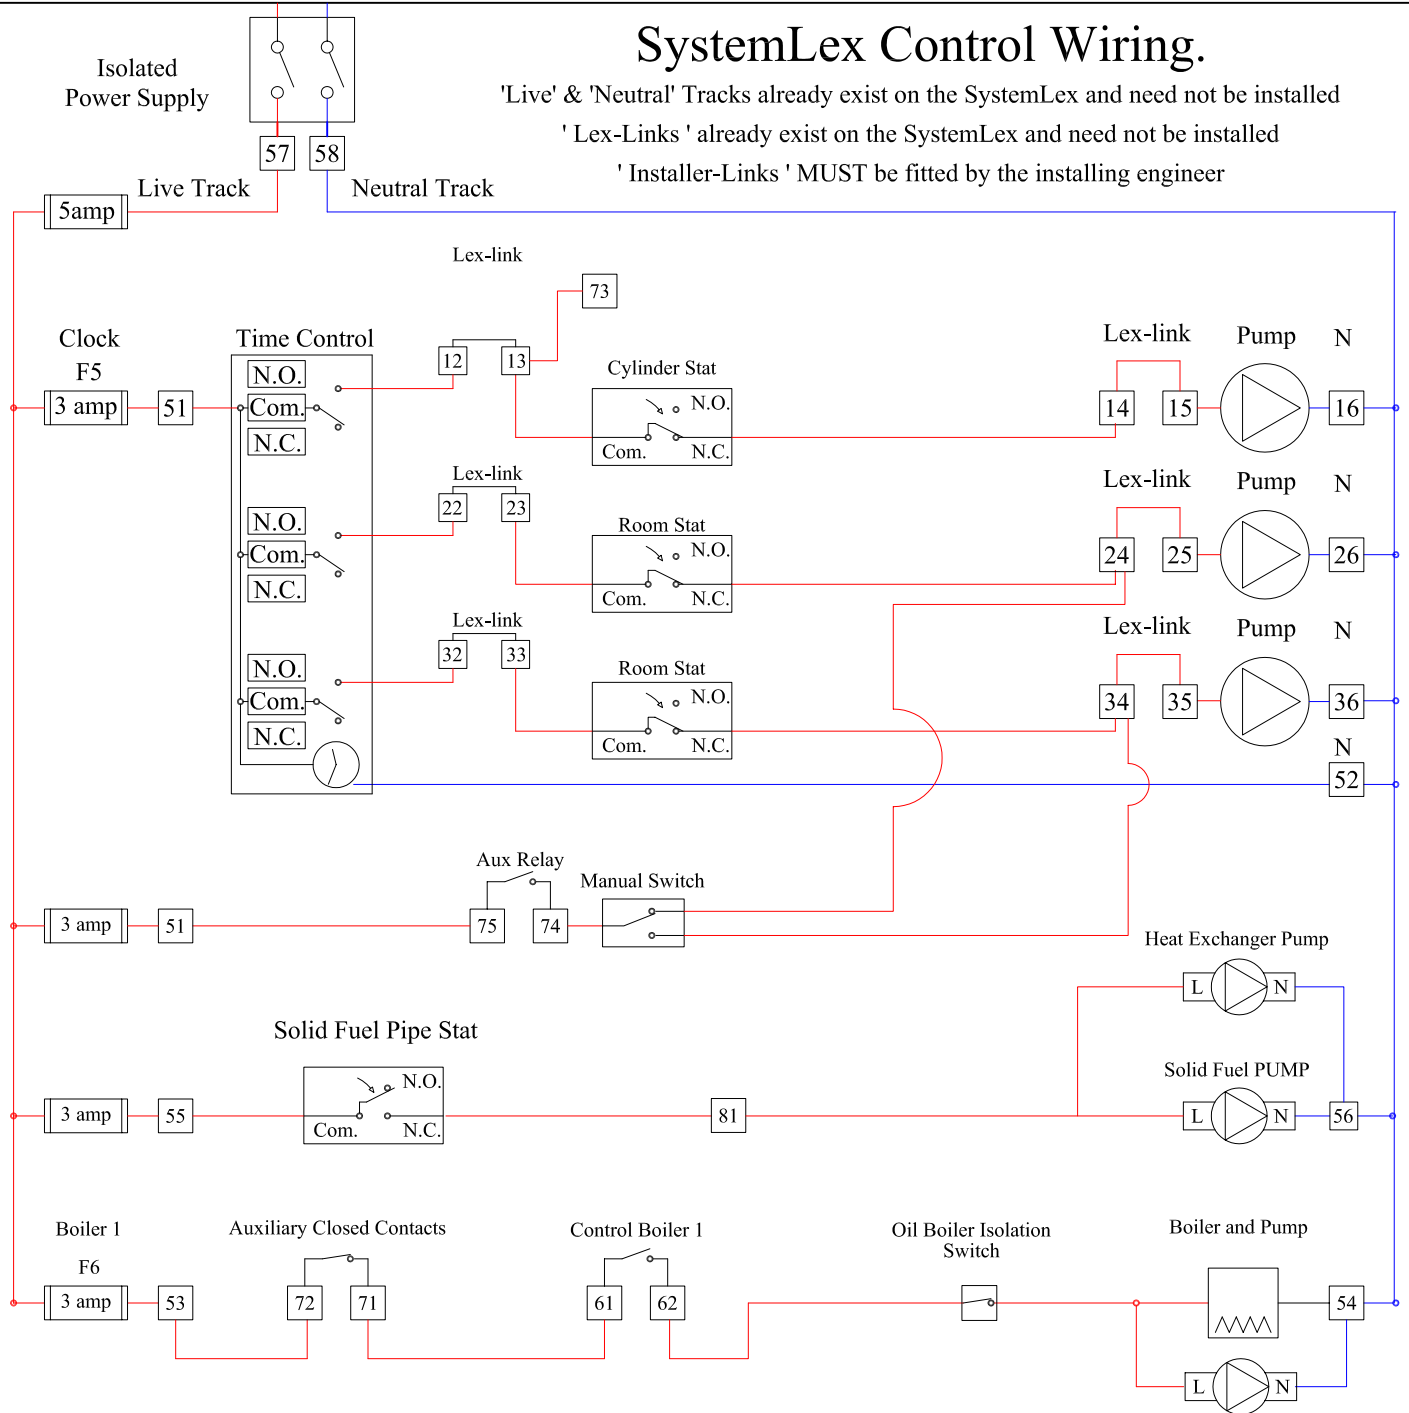 SystemLex Control Wiring.
'Live' & 'Neutral' Tracks already exist on the SystemLex and need not be installed
' Lex-Links ' already exist on the SystemLex and need not be installed
' Installer-Links ' MUST be fitted by the installing engineer
Isolated
Power Supply
57 58
Live Track Neutral Track
5amp
Lex-link
73
Clock
F5
3 amp
51
Time Control
N.O.
Com.
N.C.
12 13
Cylinder Stat
N.O.
Com. N.C.
Lex-link
14 15
Pump
N
16
N.O.
Com.
N.C.
Lex-link
22 23
Room Stat
N.O.
Com. N.C.
Lex-link
24 25
Pump
N
26
N.O.
Com.
N.C.
Lex-link
32 33
Room Stat
N.O.
Com. N.C.
Lex-link
34 35
Pump
N
36
N
52
Aux Relay
Manual Switch
3 amp 51 75 74
Heat Exchanger Pump
L N
Solid Fuel Pipe Stat
N.O.
Com. N.C.
3 amp 55 81
Solid Fuel PUMP
L N 56
Boiler 1
F6
3 amp 53
Auxiliary Closed Contacts
72 71
Control Boiler 1
61 62
Oil Boiler Isolation
Switch
Boiler and Pump
54
L N